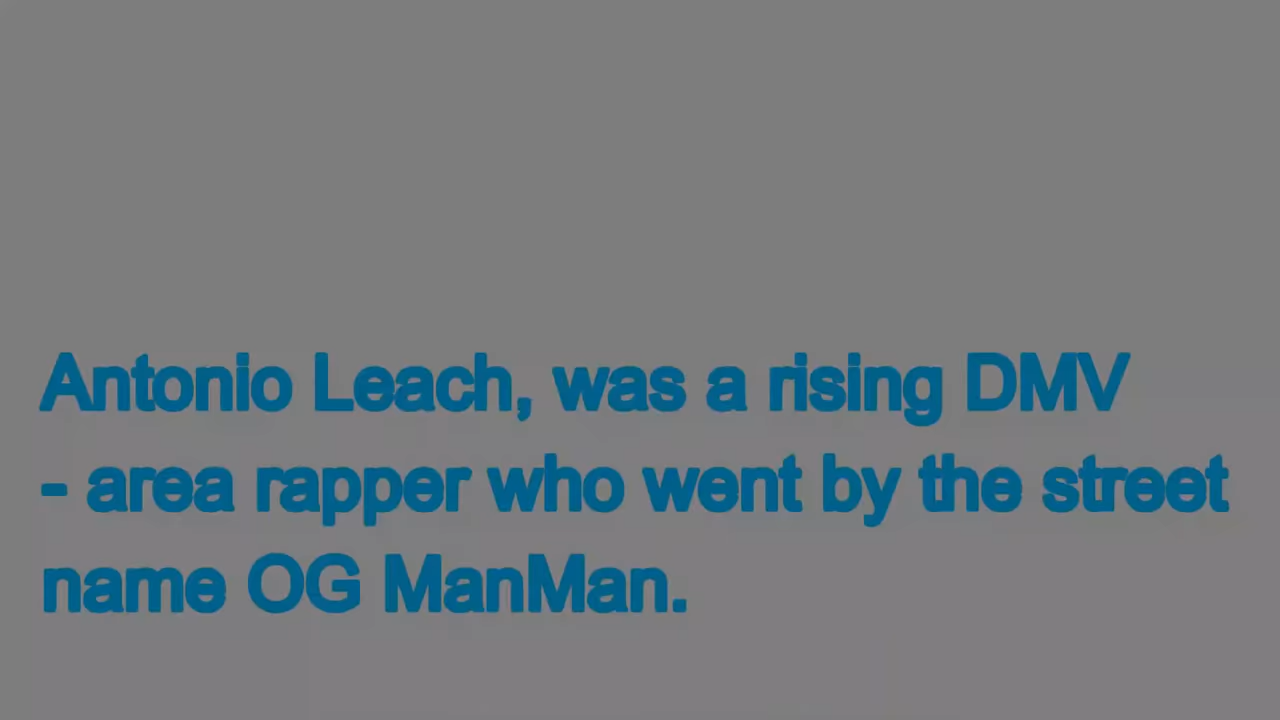 Antonio Leach, was a rising DMV
- area rapper who went by the street
name OG ManMan.